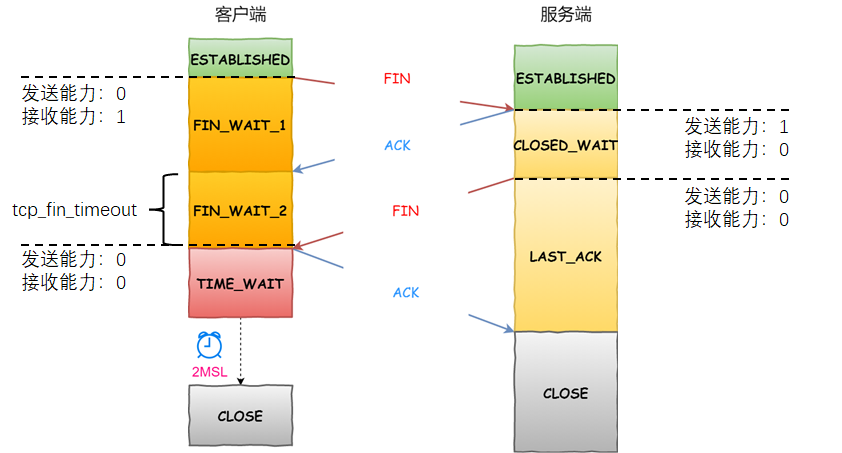 客户端
服务端
ESTABLISHED
ESTABLISHED
FIN
发送能力：0
接收能力：1
FIN_WAIT_1
发送能力：1
接收能力：0
CLOSED_WAIT
ACK
tcp_fin_timeout
FIN_WAIT_2
FIN
发送能力：0
接收能力：0
LAST_ACK
发送能力：0
接收能力：0
TIME_WAIT
ACK
2MSL
CLOSE
CLOSE